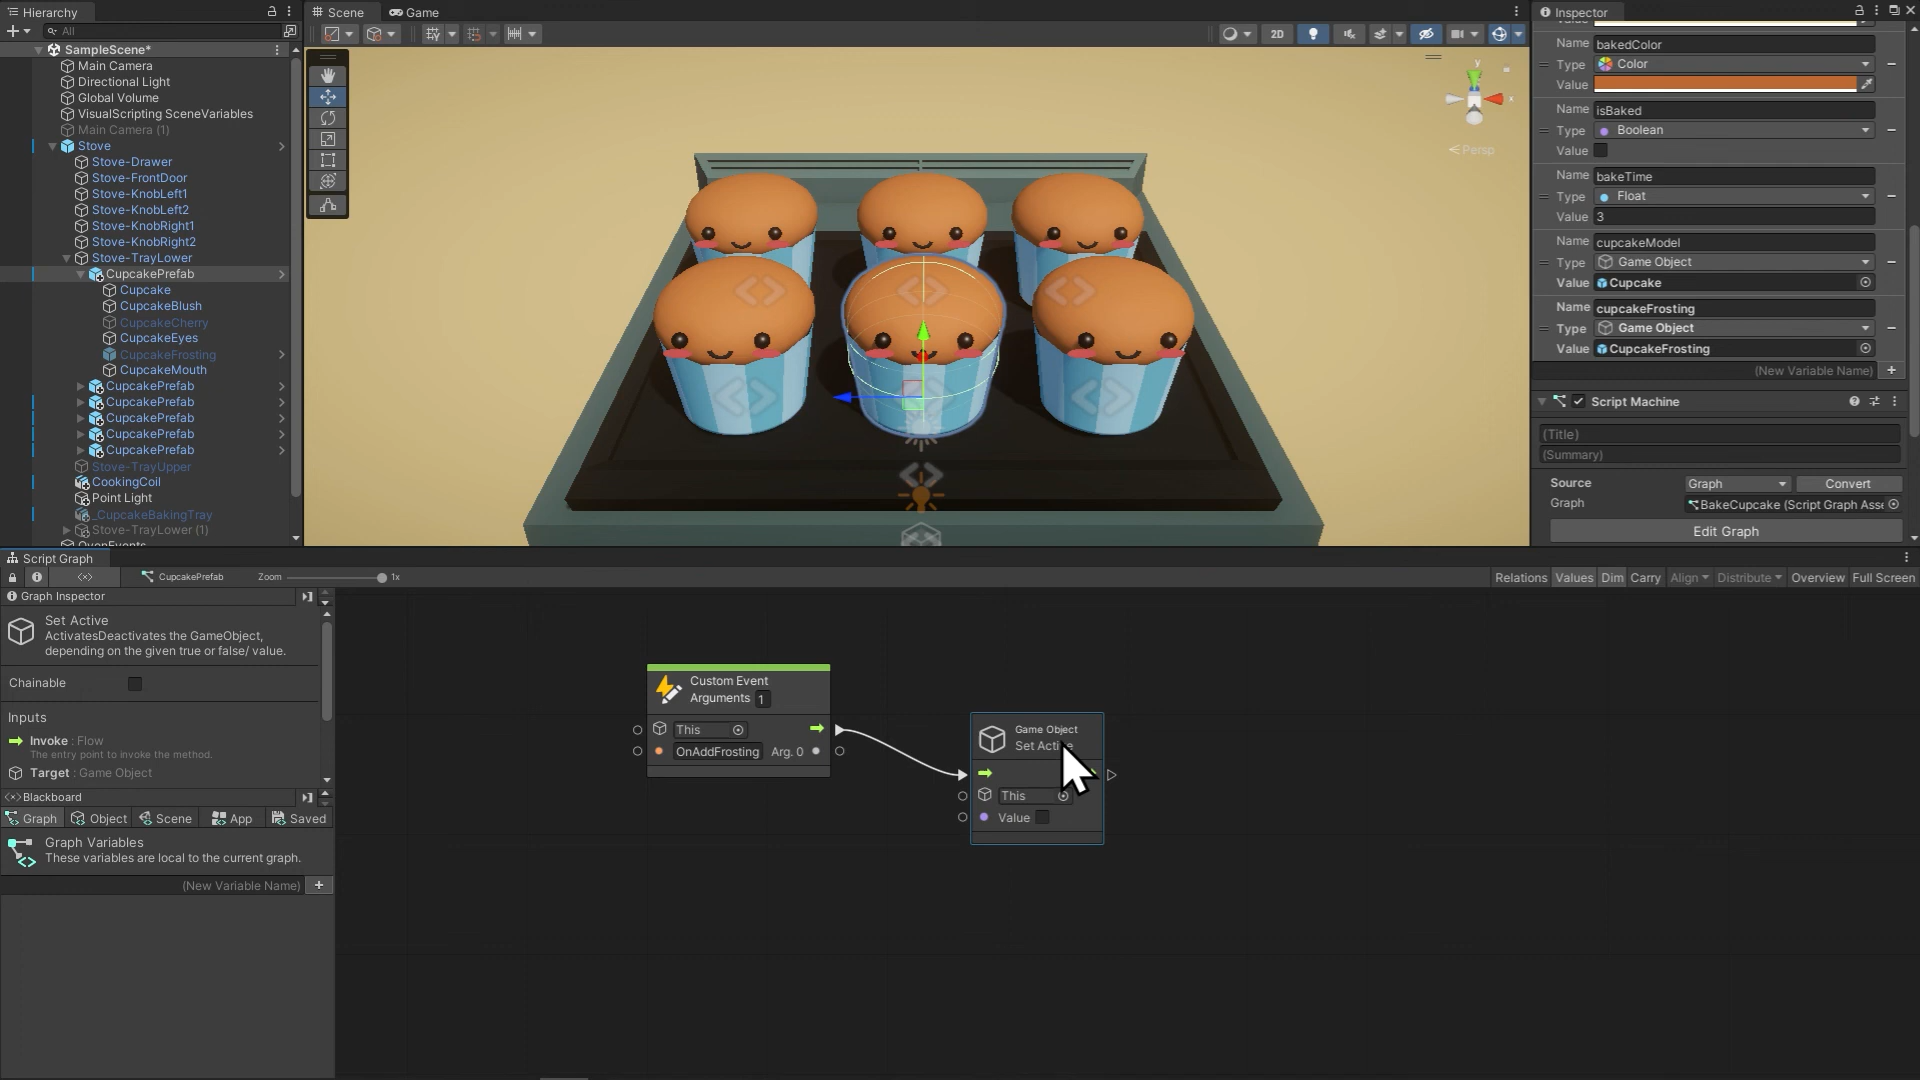 Hierarchy
All
SampleScene*
Main Camera
Directional Light
Global Volume
VisualScripting SceneVariables
Main Camera (1)
Stove
Stove-Drawer
Stove-FrontDoor
Stove-KnobLeft1
Stove-KnobLeft2
Stove-KnobRight1
Stove-KnobRight2
Stove-TrayLower
CupcakePrefab
Cupcake
CupcakeBlush
CupcakeCherry
CupcakeEyes
CupcakeFrosting
CupcakeMouth
CupcakePrefab
CupcakePrefab
CupcakePrefab
CupcakePrefab
CupcakePrefab
Stove-TrayUpper
CookingCoil
Point Light
_CupcakeBakingTray
Stove-TrayLower (1)
OvenEvents
Scene
Game
2D
y
x
Persp
Inspector
Name bakedColor
Type Color
Value
Name isBaked
Type Boolean
Value
Name bakeTime
Type Float
Value 3
Name cupcakeModel
Type Game Object
Value Cupcake
Name cupcakeFrosting
Type Game Object
Value CupcakeFrosting
(New Variable Name)
Script Machine
(Title)
(Summary)
Source Graph Convert
Graph BakeCupcake (Script Graph Asse
Edit Graph
Script Graph
CupcakePrefab Zoom 1x
Relations Values Dim Carry Align Distribute Overview Full Screen
Graph Inspector
Set Active
ActivatesDeactivates the GameObject,
depending on the given true or false/ value.
Chainable
Inputs
Invoke : Flow
The entry point to invoke the method.
Target : Game Object
Blackboard
Graph Object Scene App Saved
Graph Variables
These variables are local to the current graph.
(New Variable Name)
Custom Event
Arguments 1
This
OnAddFrosting Arg. 0
Game Object
Set Active
This
Value